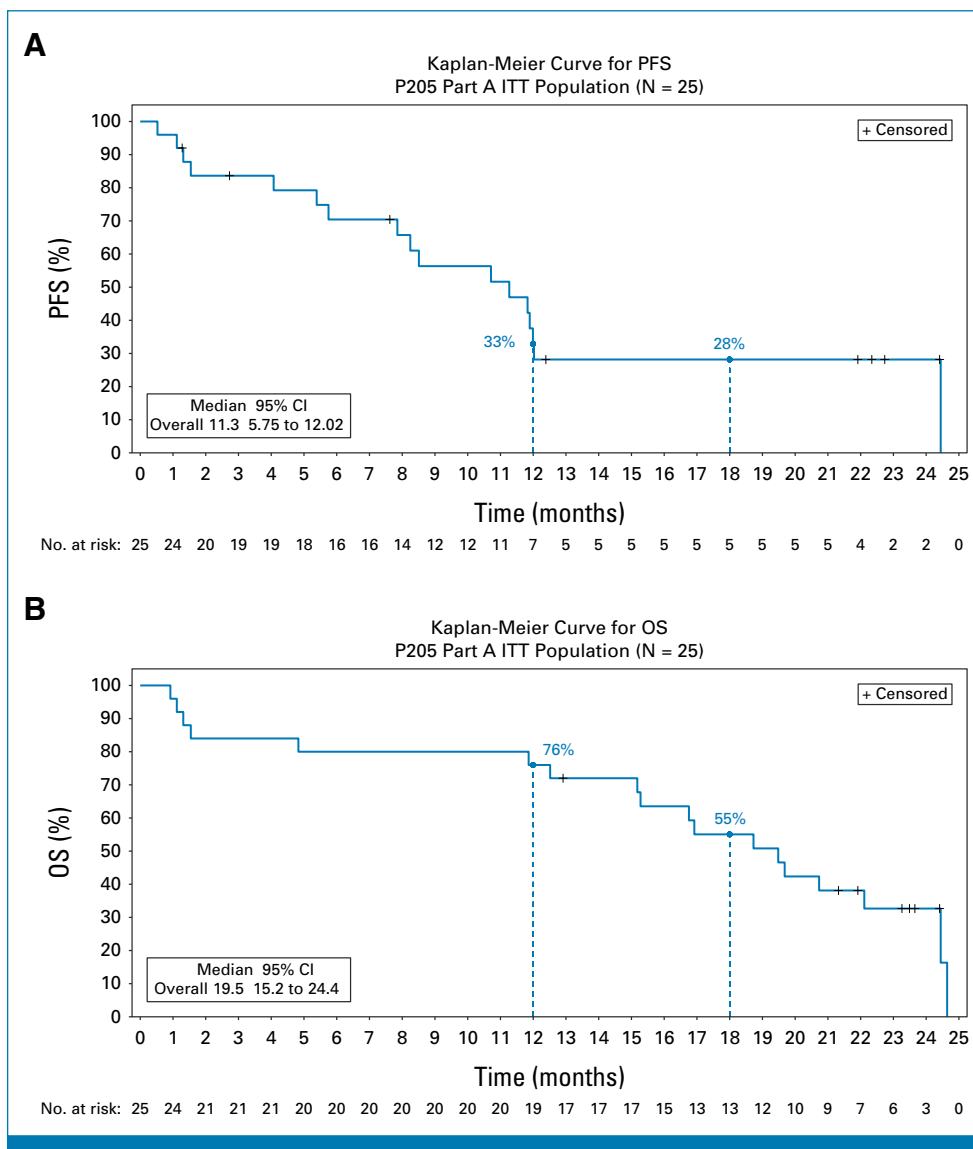 A
Kaplan-Meier Curve for PFS
P205 Part A ITT Population (N = 25)
+ Censored
100
90
80
70
60
50
40
30
20
10
0
PFS (%)
33%
28%
Median 95% CI
Overall 11.3 5.75 to 12.02
0 1 2 3 4 5 6 7 8 9 10 11 12 13 14 15 16 17 18 19 20 21 22 23 24 25
Time (months)
No. at risk: 25 24 20 19 19 18 16 16 14 12 12 11 7 5 5 5 5 5 5 5 5 5 4 2 2 0
B
Kaplan-Meier Curve for OS
P205 Part A ITT Population (N = 25)
+ Censored
100
90
80
70
60
50
40
30
20
10
0
OS (%)
76%
55%
Median 95% CI
Overall 19.5 15.2 to 24.4
0 1 2 3 4 5 6 7 8 9 10 11 12 13 14 15 16 17 18 19 20 21 22 23 24 25
Time (months)
No. at risk: 25 24 21 21 21 20 20 20 20 20 20 20 19 17 17 17 15 13 13 12 10 9 7 6 3 0